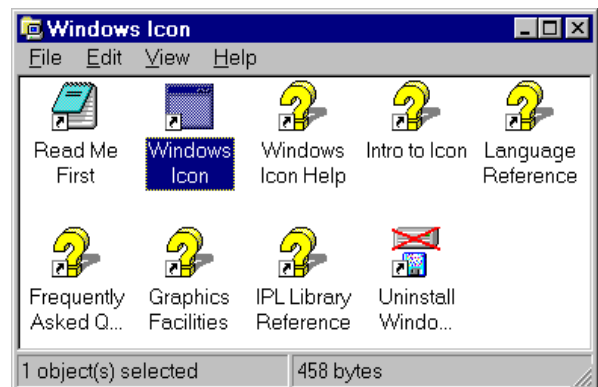 Windows Icon
File Edit View Help
Read Me First
Windows Icon
Windows Icon Help
Intro to Icon
Language Reference
Frequently Asked Q...
Graphics Facilities
IPL Library Reference
Uninstall Windo...
1 object(s) selected 458 bytes